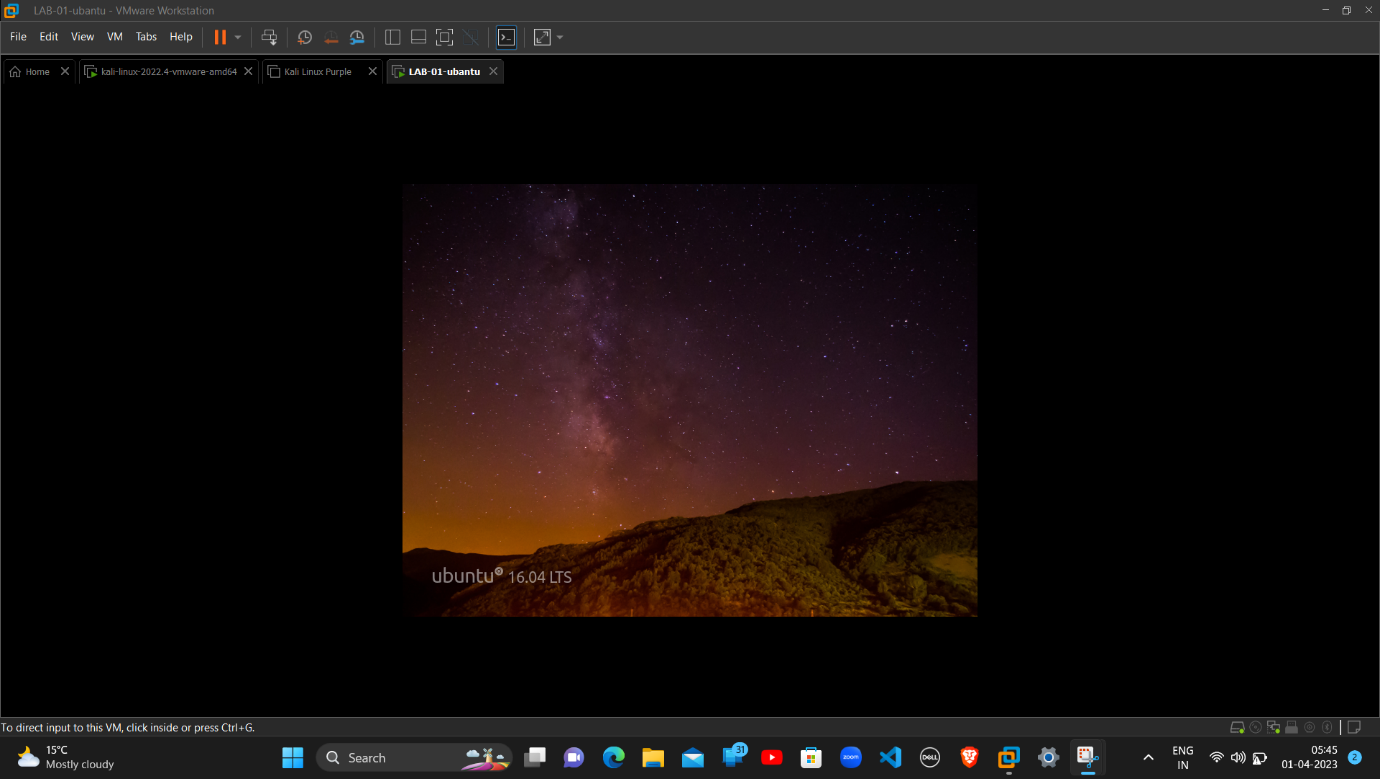 LAB-01-ubantu - VMware Workstation
File Edit View VM Tabs Help
Home kali-linux-2022.4-vmware-amd64 Kali Linux Purple LAB-01-ubantu
ubuntu 16.04 LTS
To direct input to this VM, click inside or press Ctrl+G.
15°C
Mostly cloudy
Search
31
zoom
DELL
ENG
IN
05:45
01-04-2023
2